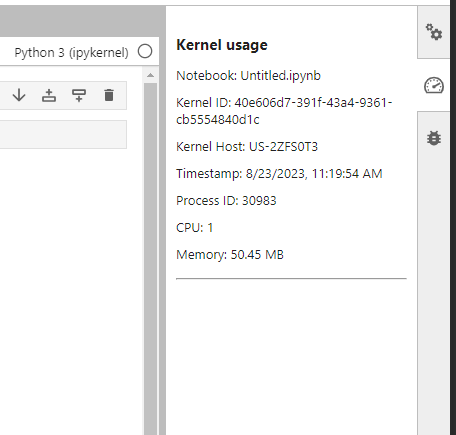 Python 3 (ipykernel)
Kernel usage
Notebook: Untitled.ipynb
Kernel ID: 40e606d7-391f-43a4-9361-
cb5554840d1c
Kernel Host: US-2ZFS0T3
Timestamp: 8/23/2023, 11:19:54 AM
Process ID: 30983
CPU: 1
Memory: 50.45 MB